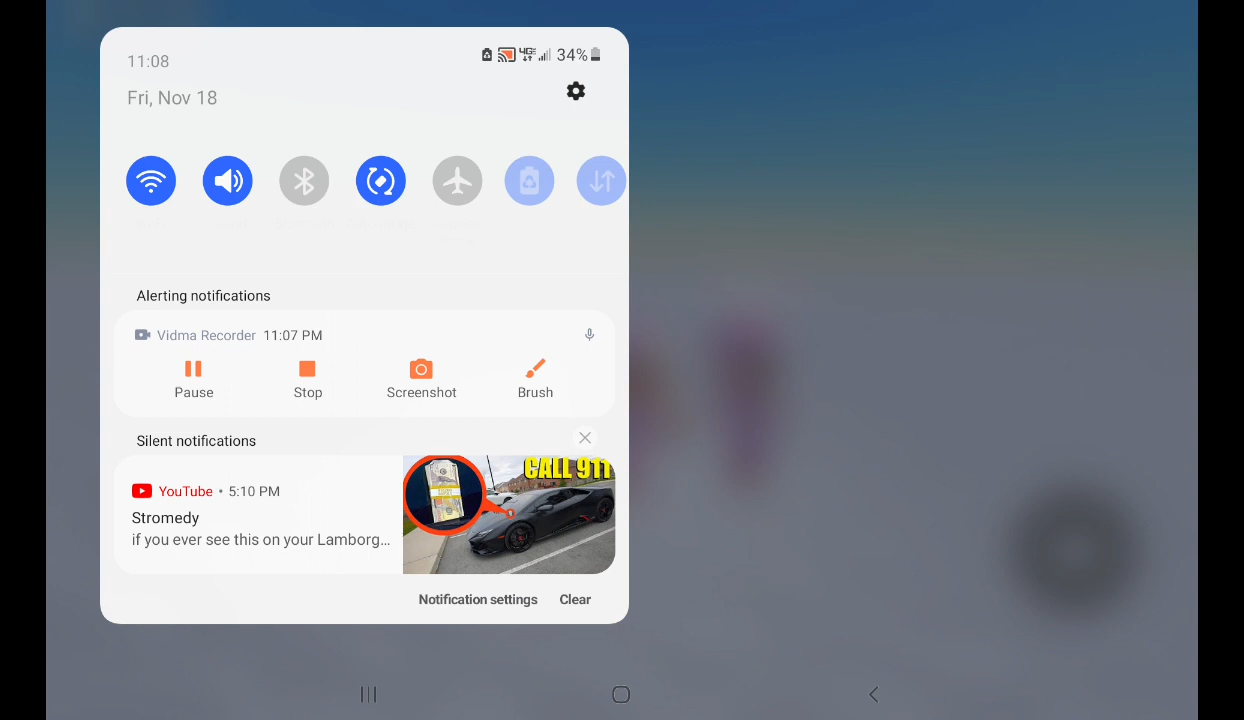 11:08
4GE 34%
Fri, Nov 18
Alerting notifications
Vidma Recorder 11:07 PM
Pause
Stop
Screenshot
Brush
Silent notifications
YouTube • 5:10 PM
Stromedy
if you ever see this on your Lamborg...
CALL 911
Notification settings
Clear